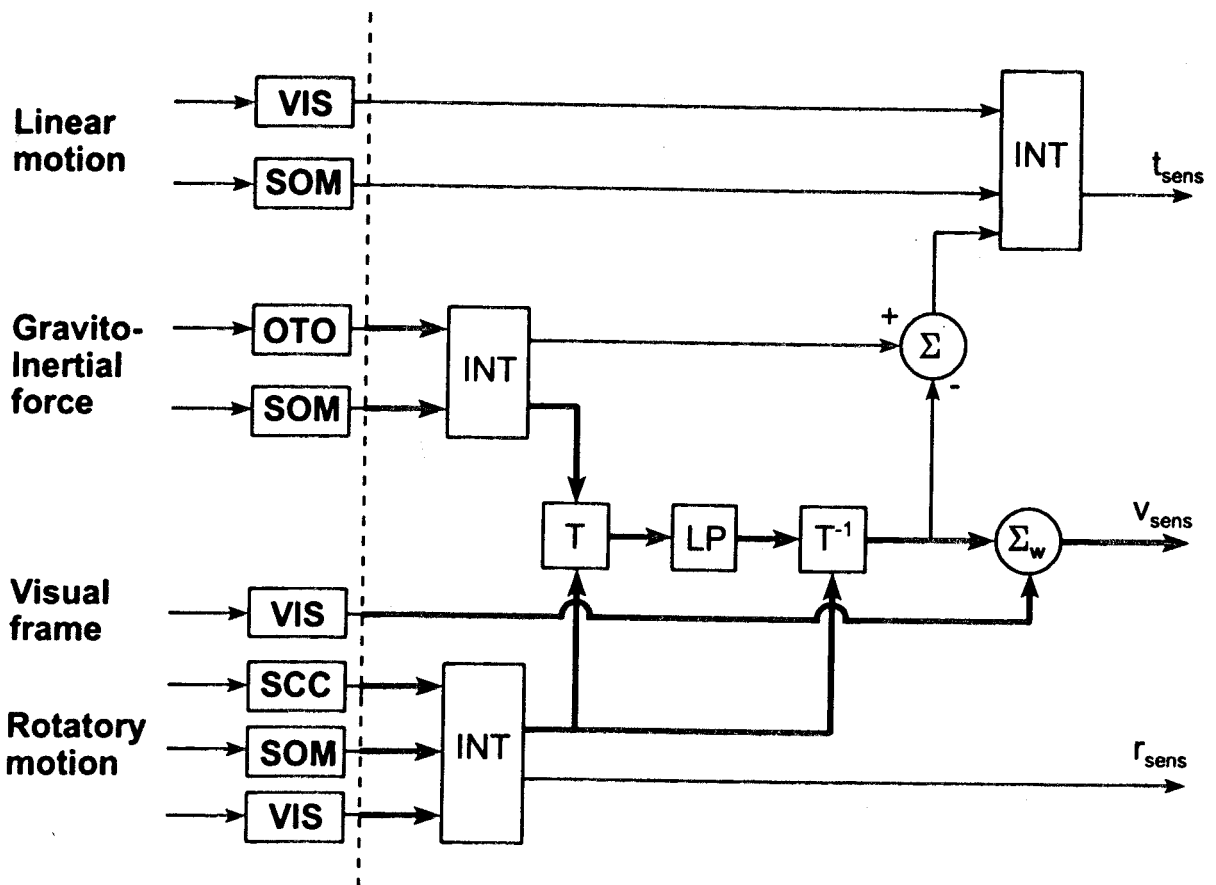 Linear
motion
VIS
SOM
INT
t_sens
Gravito-
Inertial
force
OTO
SOM
INT
+
Σ
-
T
LP
T⁻¹
Σ_w
v_sens
Visual
frame
VIS
Rotatory
motion
SCC
SOM
VIS
INT
r_sens